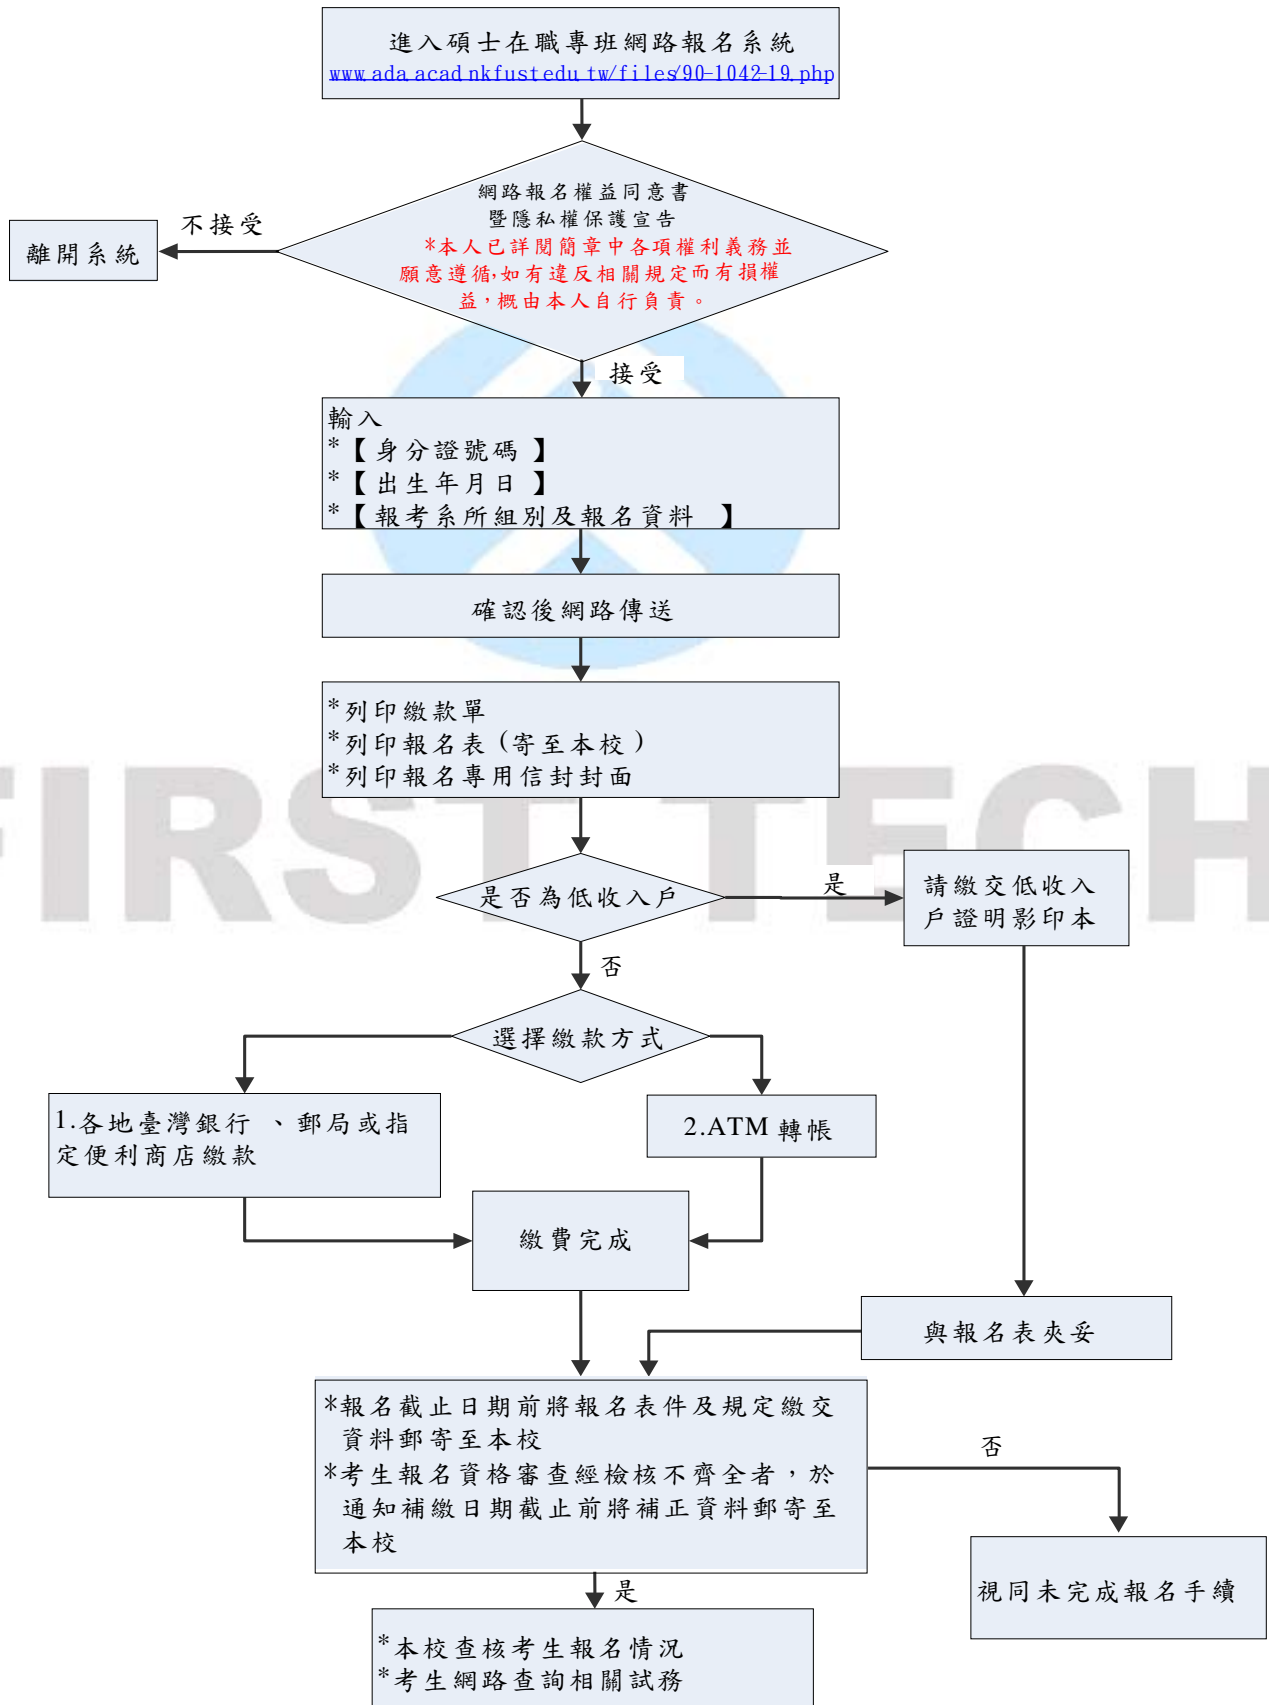 進入碩士在職專班網路報名系統
www.ada.acad.nkfust.edu.tw/files/90-1042-19.php
網路報名權益同意書
暨隱私權保護宣告
*本人已詳閱簡章中各項權利義務並
願意遵循,如有違反相關規定而有損權
益，概由本人自行負責。
不接受
離開系統
接受
輸入
*【身分證號碼】
*【出生年月日】
*【報考系所組別及報名資料 】
確認後網路傳送
*列印繳款單
*列印報名表(寄至本校)
*列印報名專用信封封面
FIRST TECH
是否為低收入戶
是
請繳交低收入
戶證明影印本
否
選擇繳款方式
1.各地臺灣銀行 、郵局或指
定便利商店繳款
2.ATM 轉帳
繳費完成
與報名表夾妥
*報名截止日期前將報名表件及規定繳交
資料郵寄至本校
*考生報名資格審查經檢核不齊全者，於
通知補繳日期截止前將補正資料郵寄至
本校
否
視同未完成報名手續
是
*本校查核考生報名情況
*考生網路查詢相關試務